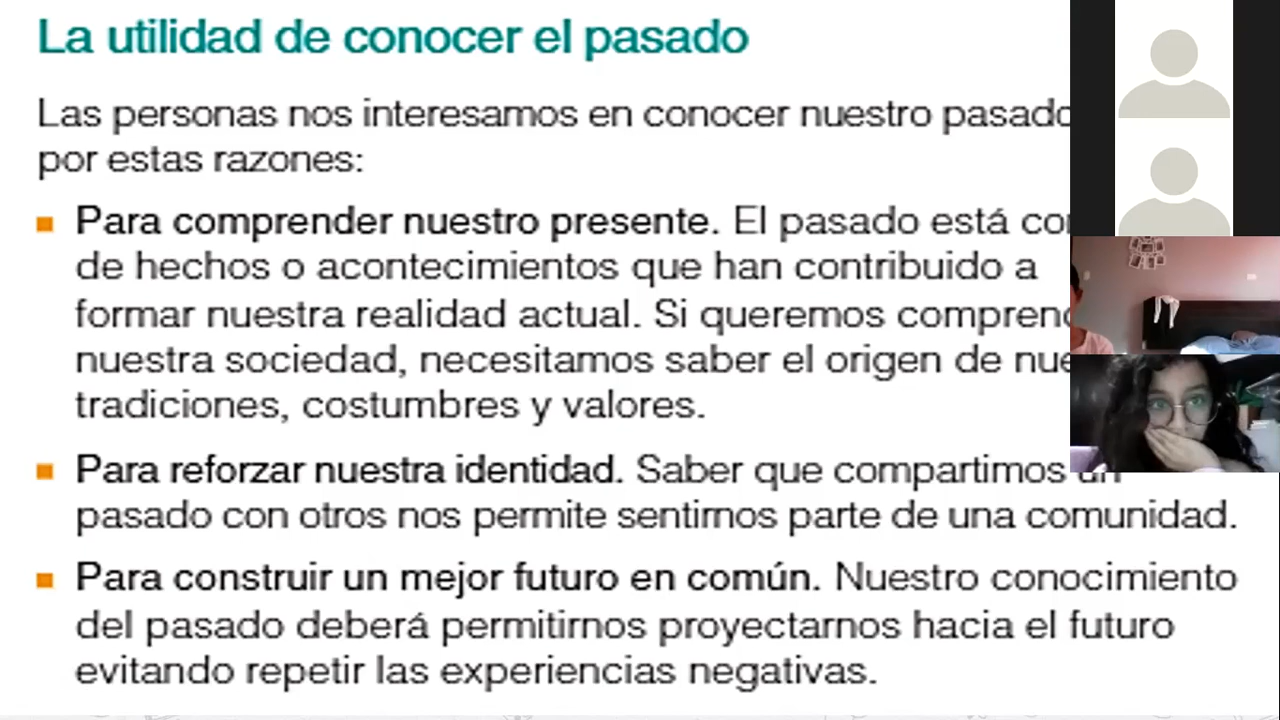 La utilidad de conocer el pasado
Las personas nos interesamos en conocer nuestro pasado
por estas razones:
Para comprender nuestro presente. El pasado está
de hechos o acontecimientos que han contribuido a
formar nuestra realidad actual. Si queremos
nuestra sociedad, necesitamos saber el origen de
tradiciones, costumbres y valores.
Para reforzar nuestra identidad. Saber que compartimos un
pasado con otros nos permite sentirnos parte de una comunidad.
Para construir un mejor futuro en común. Nuestro conocimiento
del pasado deberá permitirnos proyectarnos hacia el futuro
evitando repetir las experiencias negativas.